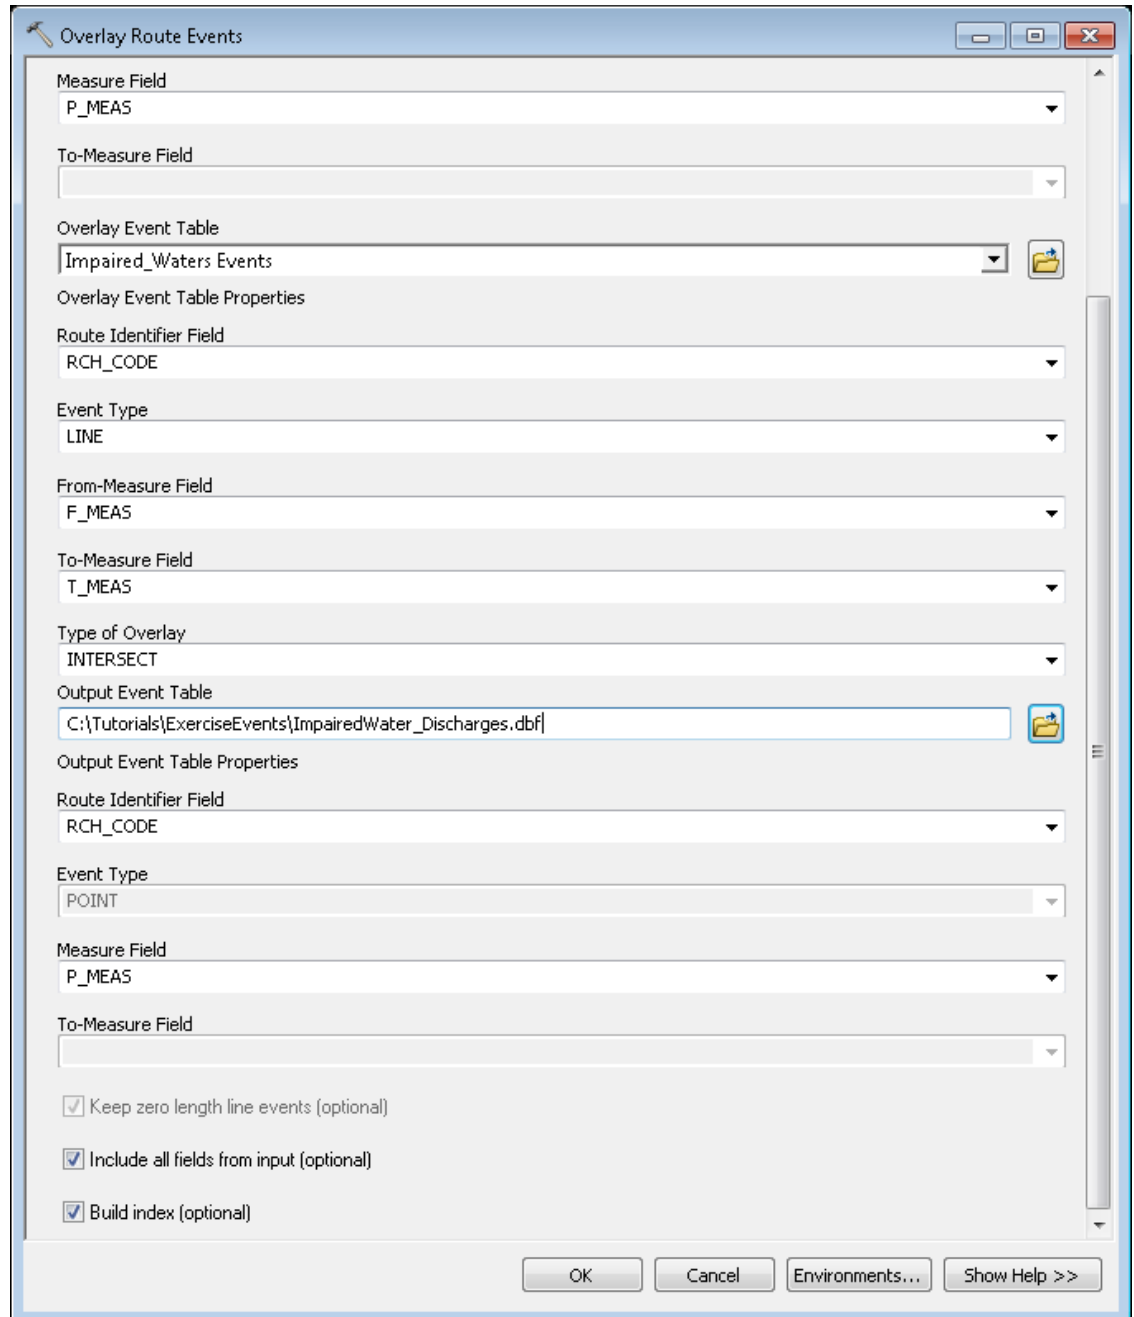 Overlay Route Events
Measure Field
P_MEAS
To-Measure Field
Overlay Event Table
Impaired_Waters Events
Overlay Event Table Properties
Route Identifier Field
RCH_CODE
Event Type
LINE
From-Measure Field
F_MEAS
To-Measure Field
T_MEAS
Type of Overlay
INTERSECT
Output Event Table
C:\Tutorials\ExerciseEvents\ImpairedWater_Discharges.dbf
Output Event Table Properties
Route Identifier Field
RCH_CODE
Event Type
POINT
Measure Field
P_MEAS
To-Measure Field
Keep zero length line events (optional)
Include all fields from input (optional)
Build index (optional)
OK Cancel Environments... Show Help >>